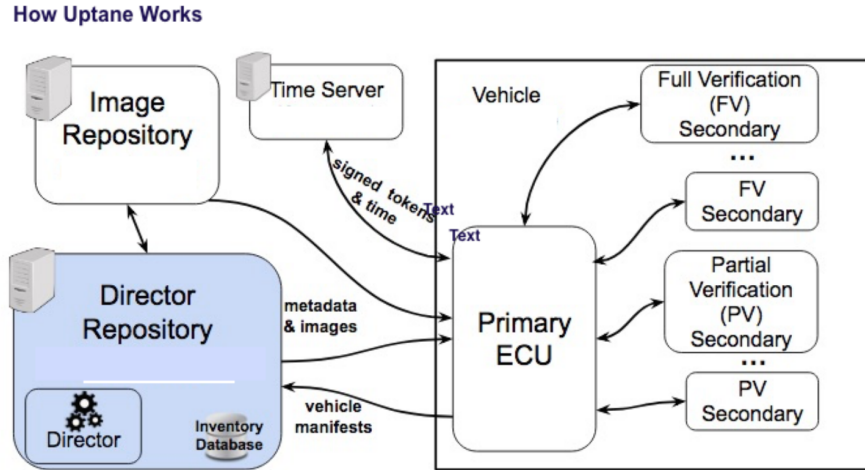 How Uptane Works
Image
Repository
Time Server
Vehicle
Full Verification
(FV)
Secondary
...
FV
Secondary
signed tokens
& time
Text
Text
Partial
Verification
(PV)
Secondary
...
PV
Secondary
Director
Repository
metadata
& images
Primary
ECU
vehicle
manifests
Director
Inventory
Database